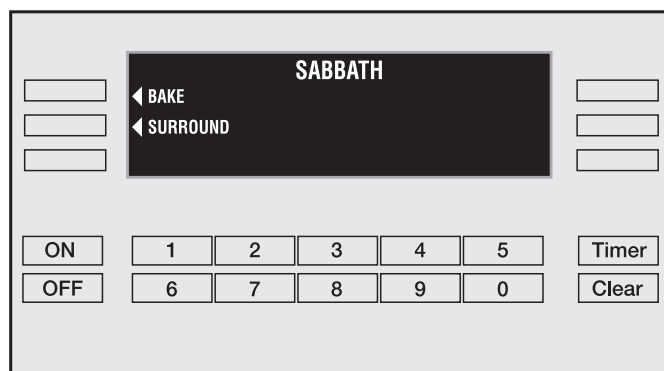 SABBATH
BAKE
SURROUND
ON 1 2 3 4 5 Timer
OFF 6 7 8 9 0 Clear